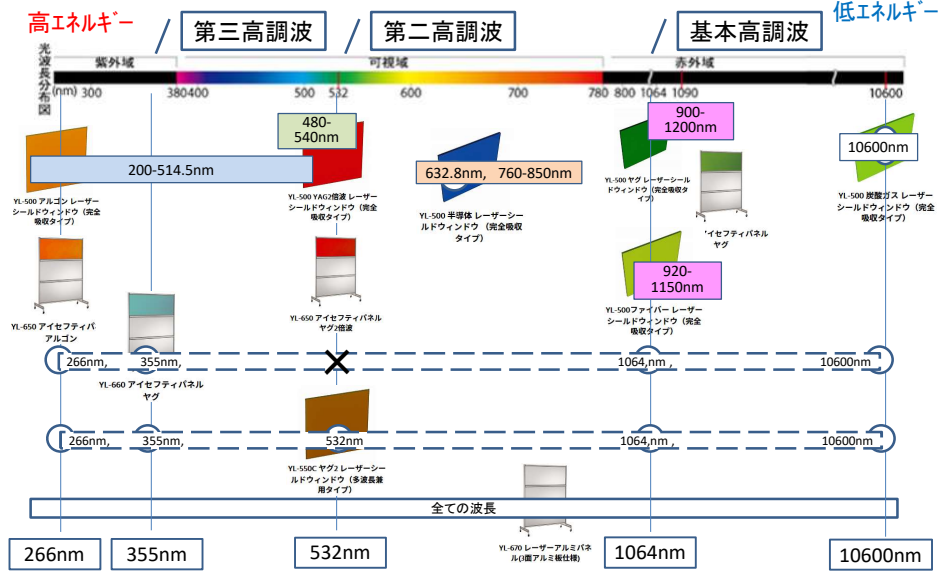 高エネルギー
低エネルギー
第三高調波
第二高調波
基本高調波
光波長分布図
紫外域
可視域
赤外域
(nm) 300
380
400
500
532
600
700
780
800
1064
1090
10600
480-
540nm
900-
1200nm
200-514.5nm
632.8nm, 760-850nm
10600nm
YL-500 アルゴン レーザー
シールドウィンドウ（完全
吸収タイプ）
YL-500 YAG2倍波 レーザー
シールドウィンドウ（完全
吸収タイプ）
YL-500 半導体 レーザーシー
ルドウィンドウ （完全吸収
タイプ）
YL-500 ヤグ レーザーシール
ドウィンドウ（完全吸収タ
イプ）
イセフティパネル
ヤグ
YL-500 炭酸ガス レーザー
シールドウィンドウ（完全
吸収タイプ）
920-
1150nm
YL-650 アイセフティパ
アルゴン
YL-650 アイセフティパネル
ヤグ2倍波
YL-500ファイバー レーザー
シールドウィンドウ（完全
吸収タイプ）
266nm,
355nm,
1064,nm ,
10600nm
YL-660 アイセフティパネル
ヤグ
266nm,
355nm,
532nm
1064,nm ,
10600nm
YL-550C ヤグ2 レーザーシー
ルドウィンドウ（多波長兼
用タイプ）
全ての波長
YL-670 レーザーアルミパネ
ル(3面アルミ板仕様)
266nm
355nm
532nm
1064nm
10600nm